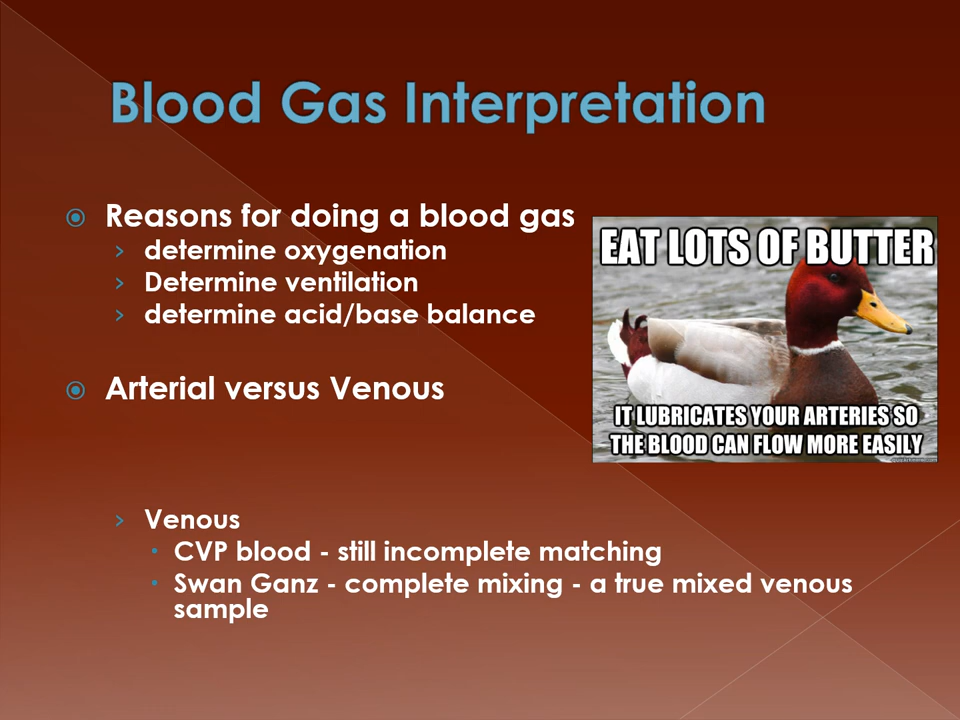 Blood Gas Interpretation
Reasons for doing a blood gas
determine oxygenation
Determine ventilation
determine acid/base balance
EAT LOTS OF BUTTER
IT LUBRICATES YOUR ARTERIES SO
THE BLOOD CAN FLOW MORE EASILY
Arterial versus Venous
Venous
CVP blood - still incomplete matching
Swan Ganz - complete mixing - a true mixed venous
sample